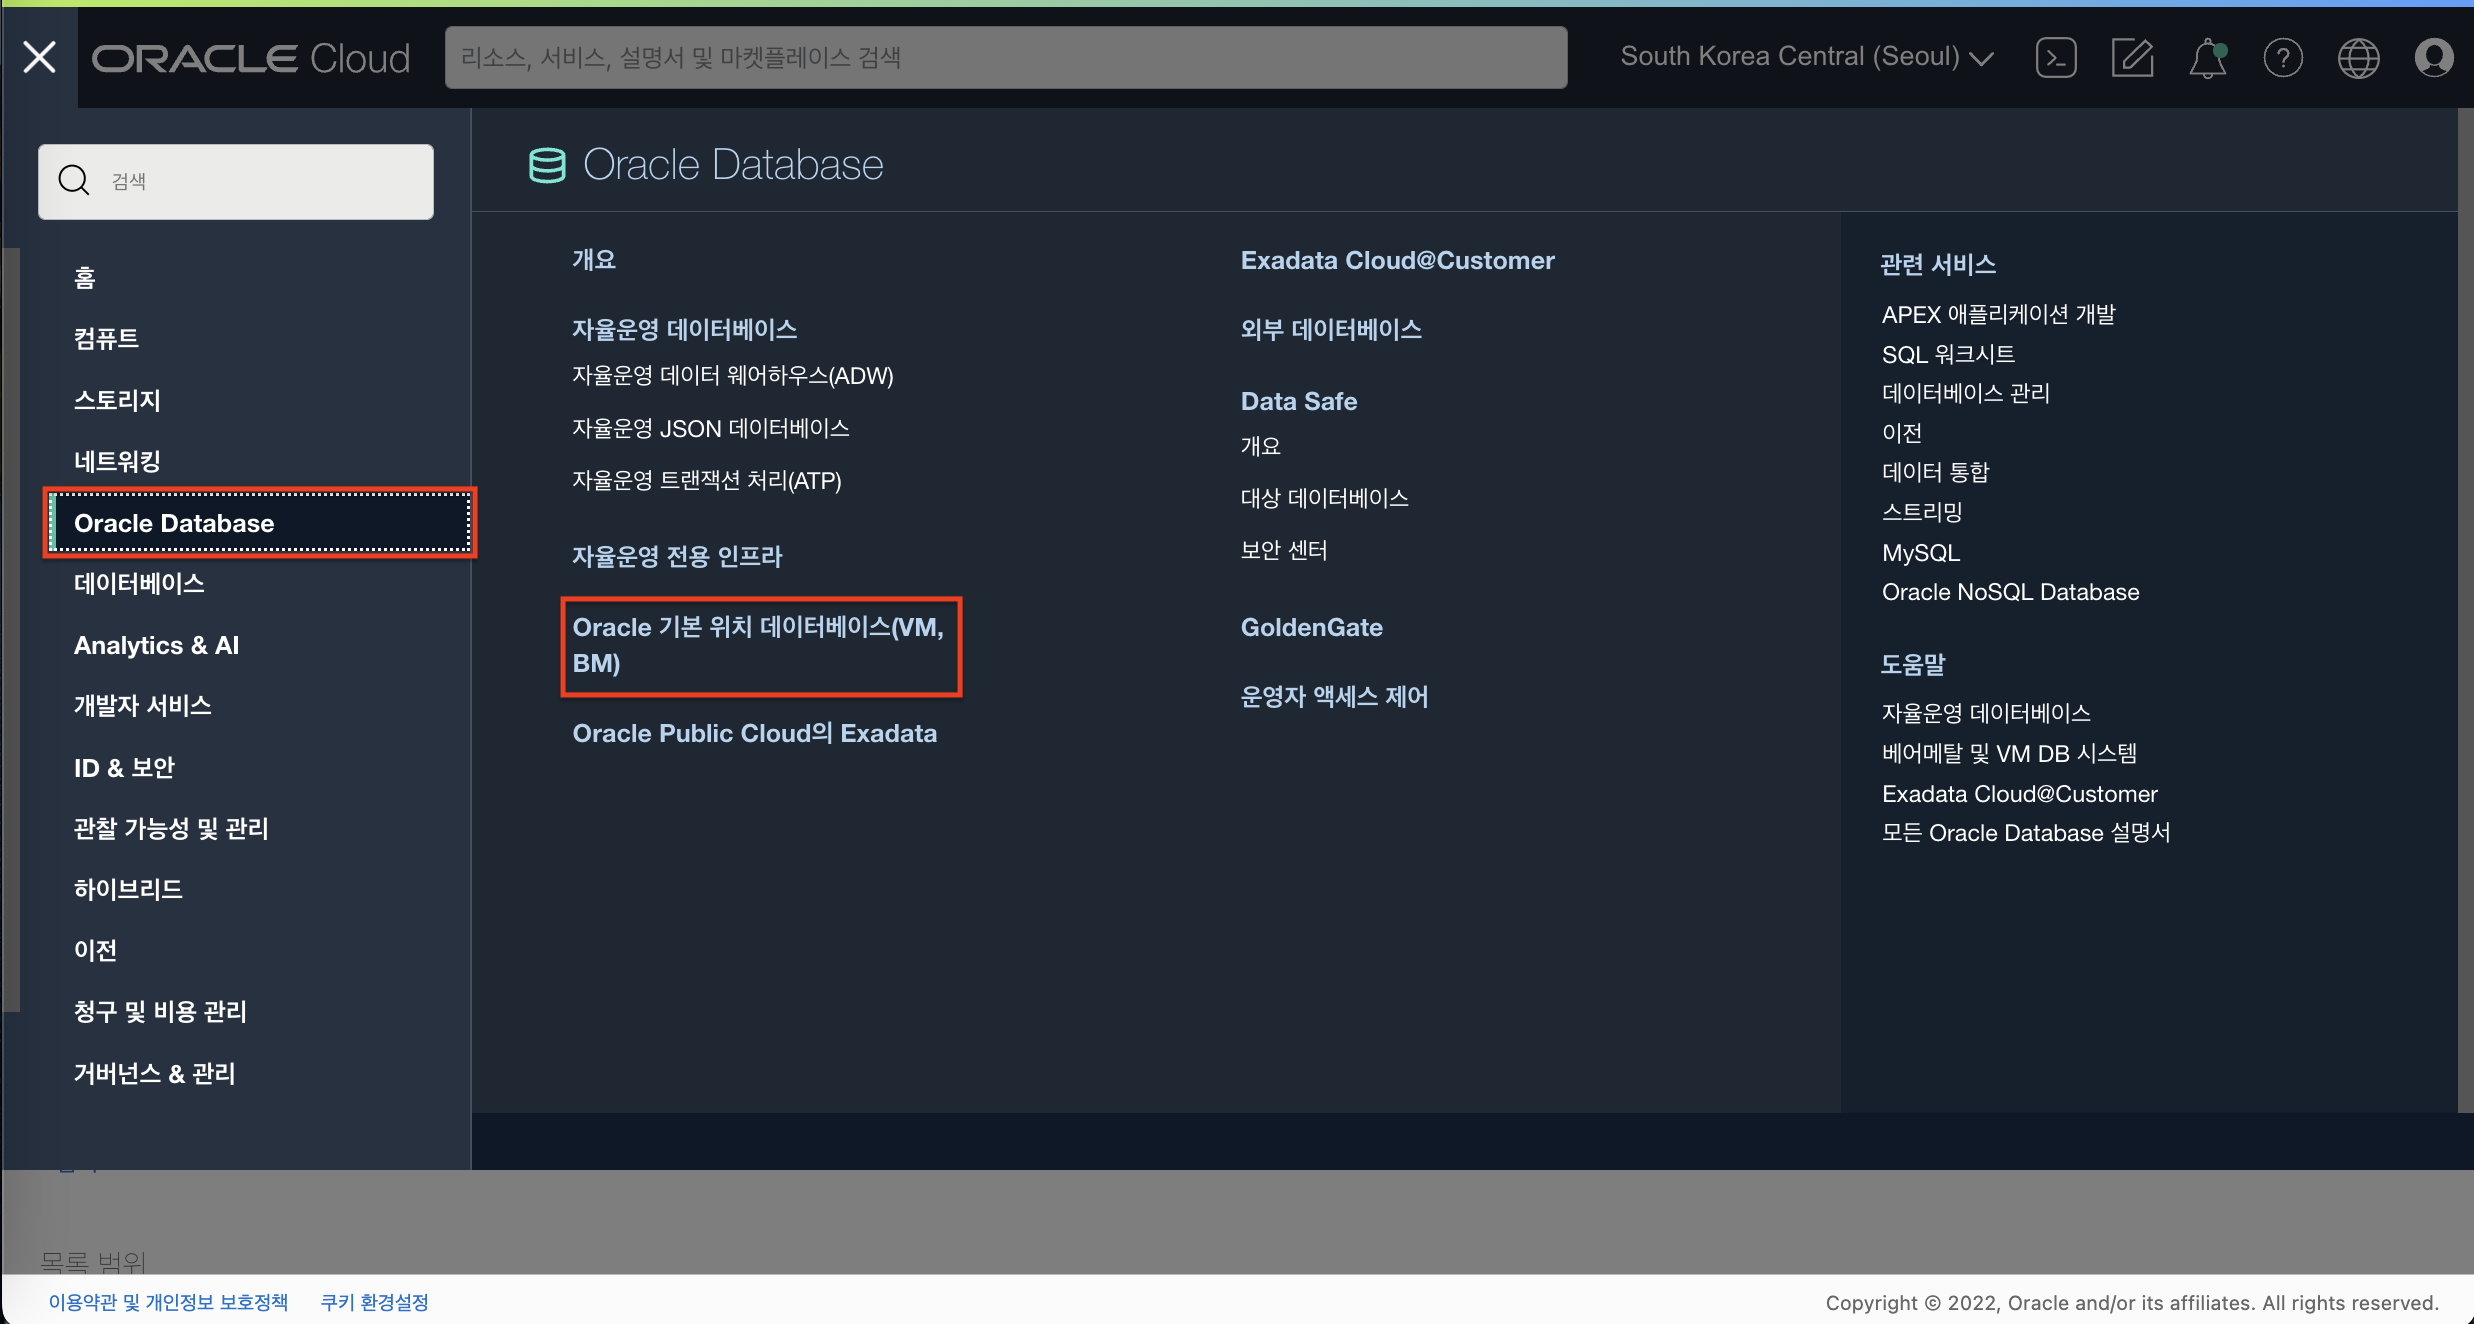 ORACLE Cloud
리소스, 서비스, 설명서 및 마켓플레이스 검색
South Korea Central (Seoul)
검색
홈
컴퓨트
스토리지
네트워킹
Oracle Database
데이터베이스
Analytics & AI
개발자 서비스
ID & 보안
관찰 가능성 및 관리
하이브리드
이전
청구 및 비용 관리
거버넌스 & 관리
Oracle Database
개요
자율운영 데이터베이스
자율운영 데이터 웨어하우스(ADW)
자율운영 JSON 데이터베이스
자율운영 트랜잭션 처리(ATP)
자율운영 전용 인프라
Oracle 기본 위치 데이터베이스(VM,
BM)
Oracle Public Cloud의 Exadata
Exadata Cloud@Customer
외부 데이터베이스
Data Safe
개요
대상 데이터베이스
보안 센터
GoldenGate
운영자 액세스 제어
관련 서비스
APEX 애플리케이션 개발
SQL 워크시트
데이터베이스 관리
이전
데이터 통합
스트리밍
MySQL
Oracle NoSQL Database
도움말
자율운영 데이터베이스
베어메탈 및 VM DB 시스템
Exadata Cloud@Customer
모든 Oracle Database 설명서
목록 범위
이용약관 및 개인정보 보호정책
쿠키 환경설정
Copyright © 2022, Oracle and/or its affiliates. All rights reserved.